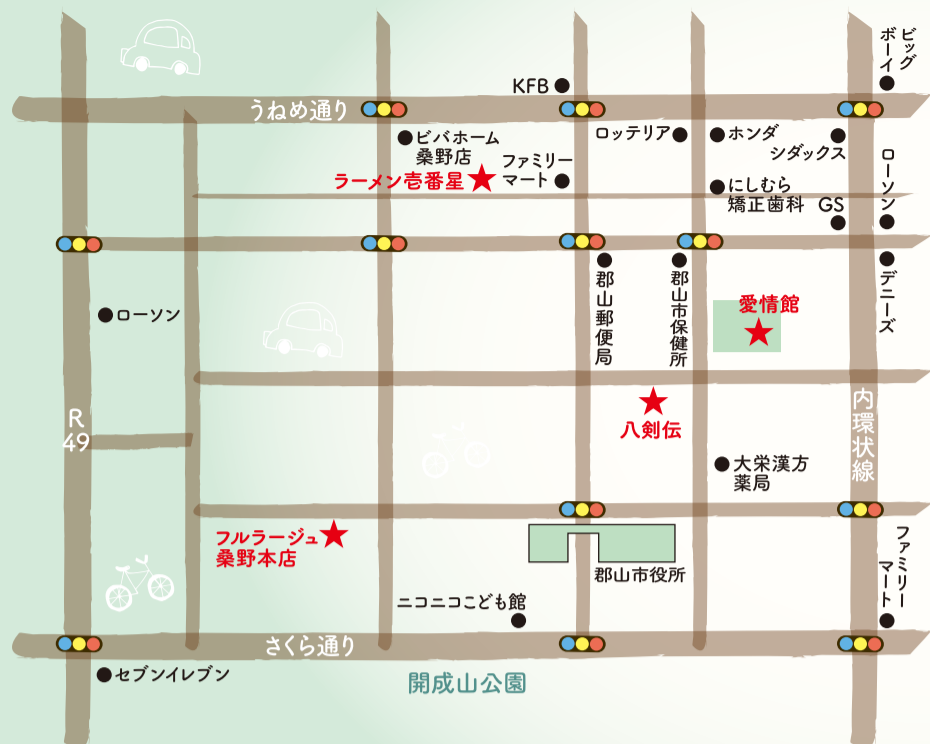 ビッグ
ボーイ
KFB
うねめ通り
ビバホーム
桑野店
ロッテリア
ホンダ
シダックス
ファミリー
マート
ラーメン壱番星
にしむら
矯正歯科
GS
ローソン
郡山郵便局
郡山市保健所
デニーズ
愛情館
ローソン
R
49
八剣伝
内環状線
大栄漢方
薬局
フルラージュ
桑野本店
郡山市役所
ファミリー
マート
ニコニコこども館
さくら通り
セブンイレブン
開成山公園